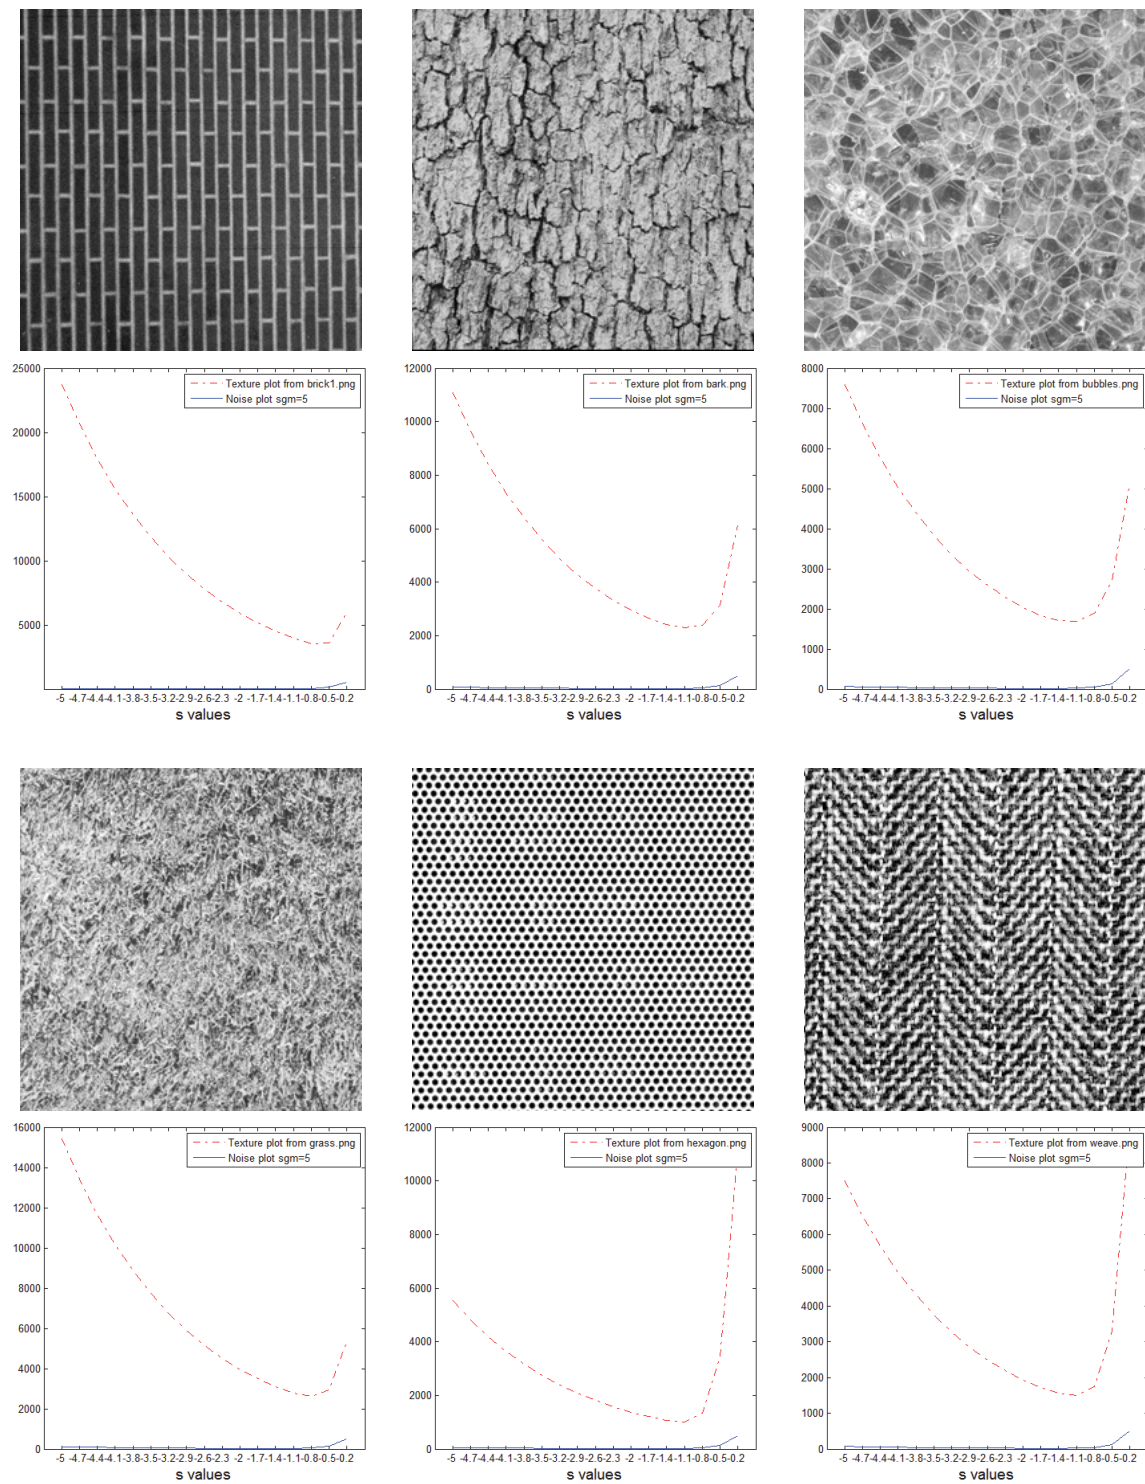 25000
20000
15000
10000
5000
Texture plot from brick1.png
Noise plot sgm=5
-5 -4.7-4.4-4.1-3.8-3.5-3.2-2.9-2.6-2.3 -2 -1.7-1.4-1.1-0.8-0.5-0.2
s values
12000
10000
8000
6000
4000
2000
0
Texture plot from bark.png
Noise plot sgm=5
-5 -4.7-4.4-4.1-3.8-3.5-3.2-2.9-2.6-2.3 -2 -1.7-1.4-1.1-0.8-0.5-0.2
s values
8000
7000
6000
5000
4000
3000
2000
1000
0
Texture plot from bubbles.png
Noise plot sgm=5
-5 -4.7-4.4-4.1-3.8-3.5-3.2-2.9-2.6-2.3 -2 -1.7-1.4-1.1-0.8-0.5-0.2
s values
16000
14000
12000
10000
8000
6000
4000
2000
0
Texture plot from grass.png
Noise plot sgm=5
-5 -4.7-4.4-4.1-3.8-3.5-3.2-2.9-2.6-2.3 -2 -1.7-1.4-1.1-0.8-0.5-0.2
s values
12000
10000
8000
6000
4000
2000
0
Texture plot from hexagon.png
Noise plot sgm=5
-5 -4.7-4.4-4.1-3.8-3.5-3.2-2.9-2.6-2.3 -2 -1.7-1.4-1.1-0.8-0.5-0.2
s values
9000
8000
7000
6000
5000
4000
3000
2000
1000
0
Texture plot from weave.png
Noise plot sgm=5
-5 -4.7-4.4-4.1-3.8-3.5-3.2-2.9-2.6-2.3 -2 -1.7-1.4-1.1-0.8-0.5-0.2
s values